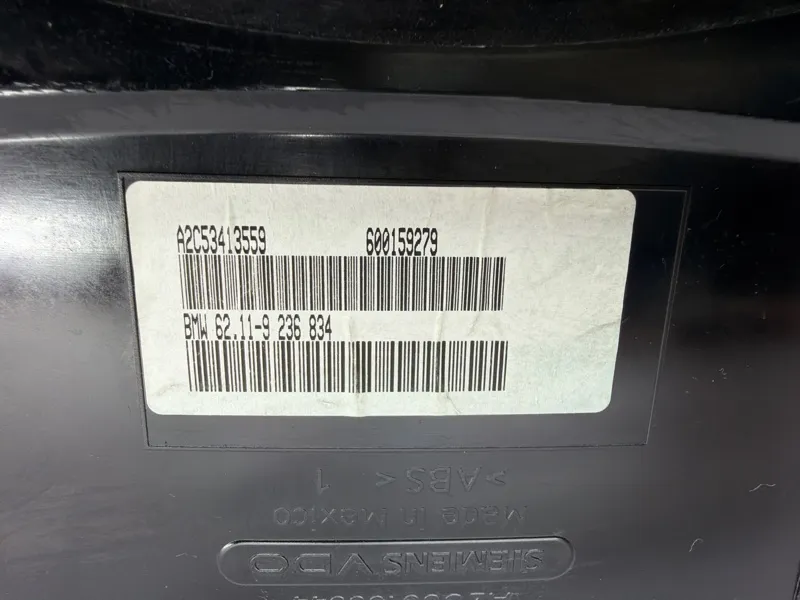 A2C53413559 600159279
BMW 62.11-9 236 834
>ABS< 1
Made in Mexico
SIEMENS VDO